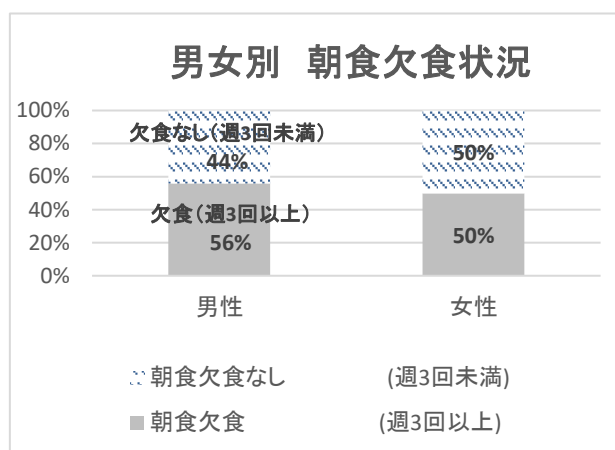 男女別 朝食欠食状況
100%
80%
60%
40%
20%
0%
欠食なし(週3回未満)
44%
欠食(週3回以上)
56%
50%
50%
男性 女性
朝食欠食なし (週3回未満)
朝食欠食 (週3回以上)